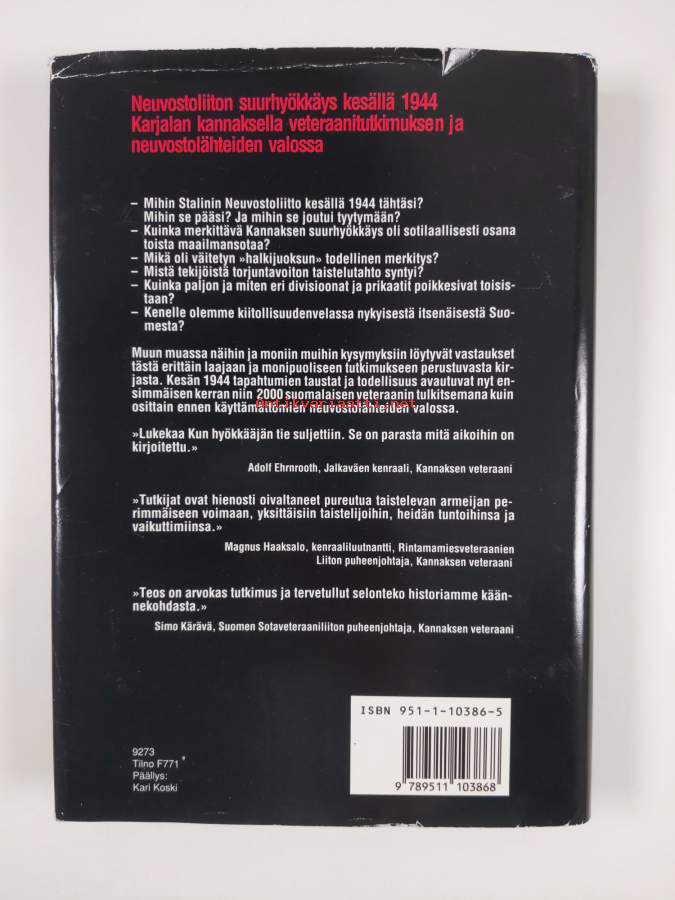 Neuvostoliiton suurhyökkäys kesällä 1944
Karjalan kannaksella veteraanitutkimuksen ja
neuvostolähteiden valossa
– Mihin Stalinin Neuvostoliitto kesällä 1944 tähtäsi?
Mihin se pääsi? Ja mihin se joutui tyytymään?
– Kuinka merkittävä Kannaksen suurhyökkäys oli sotilaallisesti osana
toista maailmansotaa?
– Mikä oli väitetyn »halkijuoksun» todellinen merkitys?
– Mistä tekijöistä torjuntavoiton taistelutahto syntyi?
– Kuinka paljon ja miten eri divisioonat ja prikaatit poikkesivat toisis-
taan?
– Kenelle olemme kiitollisuudenvelassa nykyisestä itsenäisestä Suo-
mesta?
Muun muassa näihin ja moniin muihin kysymyksiin löytyvät vastaukset
tästä erittäin laajaan ja monipuoliseen tutkimukseen perustuvasta kir-
jasta. Kesän 1944 tapahtumien taustat ja todellisuus avautuvat nyt en-
simmäisen kerran niin 2000 suomalaisen veteraanin tulkitsemana kuin
osittain ennen käyttämättömien neuvostolähteiden valossa.
antikvariaatti.net
»Lukekaa Kun hyökkääjän tie suljettiin. Se on parasta mitä aikoihin on
kirjoitettu.»
Adolf Ehrnrooth, Jalkaväen kenraali, Kannaksen veteraani
»Tutkijat ovat hienosti oivaltaneet pureutua taistelevan armeijan pe-
rimmäiseen voimaan, yksittäisiin taistelijoihin, heidän tuntoihinsa ja
vaikuttimiinsa.»
Magnus Haaksalo, kenraaliluutnantti, Rintamamiesveteraanien
Liiton puheenjohtaja, Kannaksen veteraani
»Teos on arvokas tutkimus ja tervetullut selonteko historiamme kään-
nekohdasta.»
Simo Kärävä, Suomen Sotaveteraaniliiton puheenjohtaja, Kannaksen veteraani
ISBN 951-1-10386-5
9 789511 103868
9273
Tilno F771
Päällys:
Kari Koski